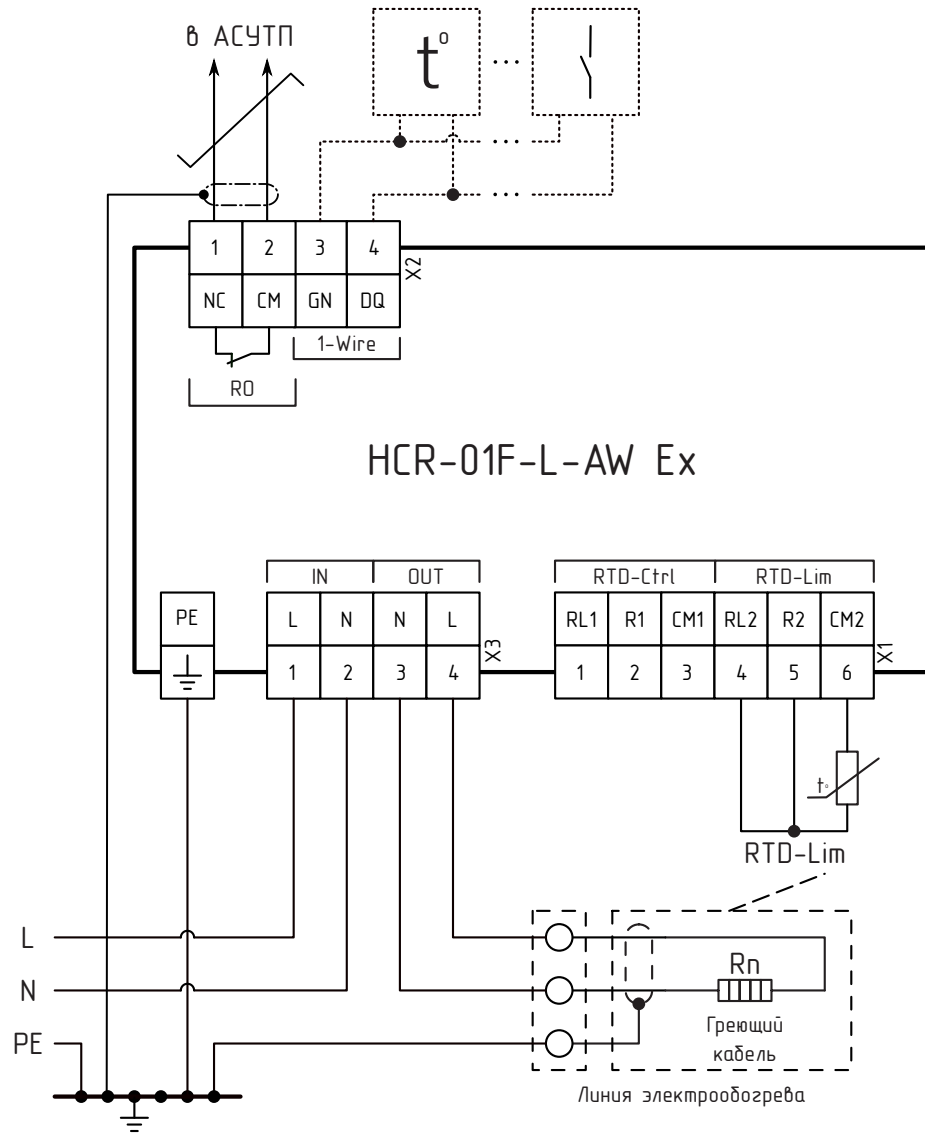 в АСУТП
t°
...
...
...
1 2 3 4
X2
NC CM GN DQ
1-Wire
RO
HCR-01F-L-AW Ex
IN OUT RTD-Ctrl RTD-Lim
PE L N N L RL1 R1 CM1 RL2 R2 CM2
X3 X1
1 2 3 4 1 2 3 4 5 6
t°
RTD-Lim
L
N
Rп
PE
Греющий
кабель
Линия электрообогрева